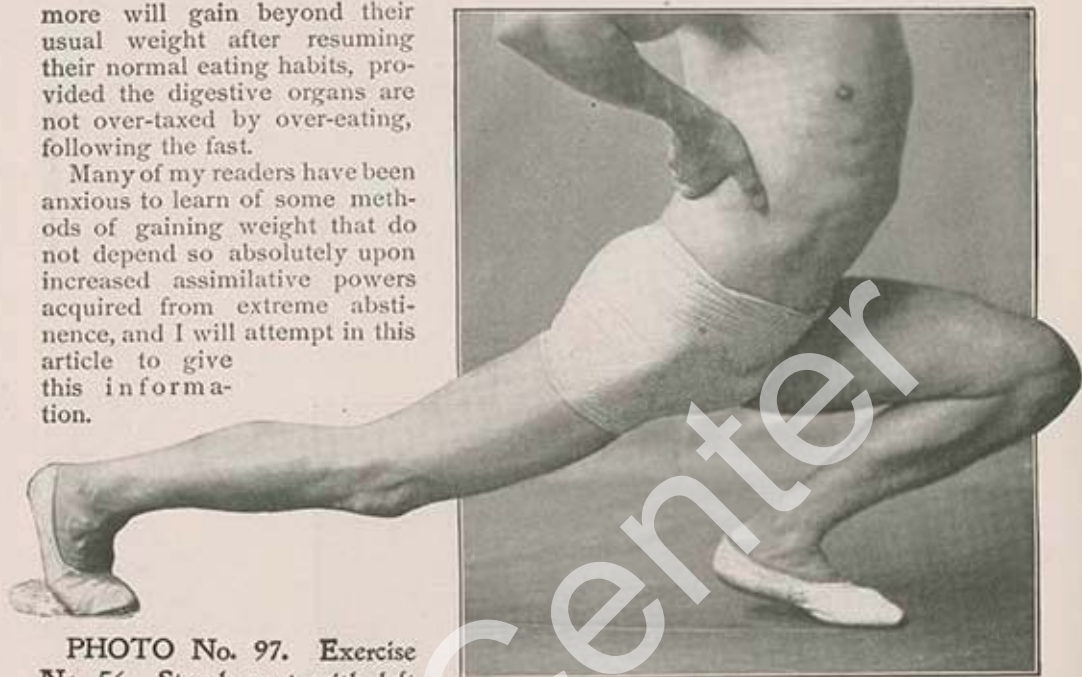 more will gain beyond their
usual weight after resuming
their normal eating habits, pro-
vided the digestive organs are
not over-taxed by over-eating,
following the fast.
Many of my readers have been
anxious to learn of some meth-
ods of gaining weight that do
not depend so absolutely upon
increased assimilative powers
acquired from extreme absti-
nence, and I will attempt in this
article to give
this informa-
tion.
PHOTO No. 97. Exercise
Center